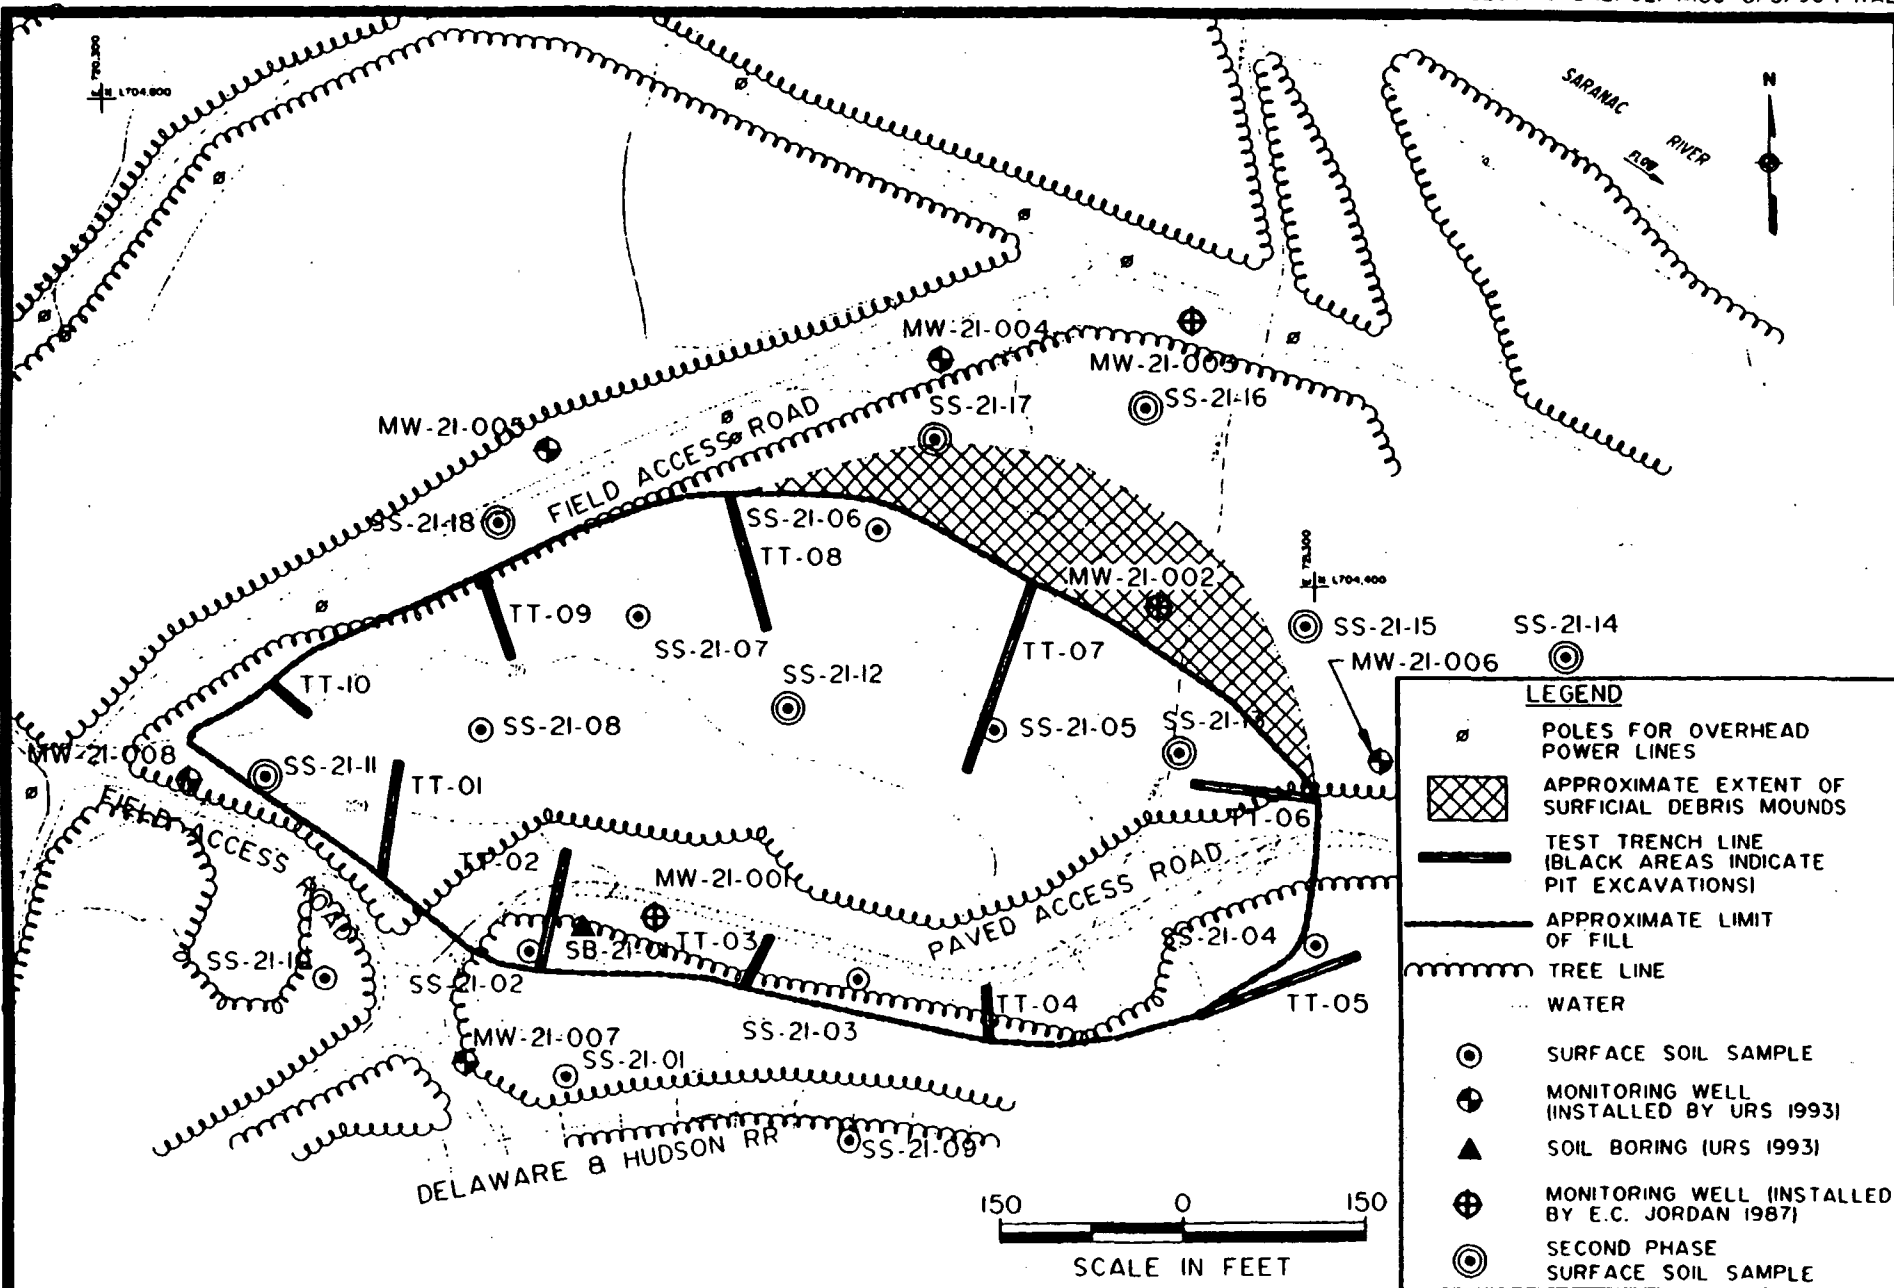 E 720,300
N 1,704,800
SARANAC
RIVER
FLOW
N
MW-21-004
MW-21-003
SS-21-17
SS-21-16
MW-21-005
FIELD ACCESS ROAD
SS-21-18
SS-21-06
TT-08
MW-21-002
N 1,704,400
TT-09
SS-21-07
TT-07
SS-21-15
SS-21-14
MW-21-006
TT-10
SS-21-12
SS-21-08
SS-21-05
SS-21-13
MW-21-008
SS-21-11
TT-01
FIELD ACCESS ROAD
TT-06
TT-02
MW-21-001
PAVED ACCESS ROAD
SB-21-01
TT-03
SS-21-04
SS-21-02
TT-04
TT-05
SS-21-03
MW-21-007
SS-21-01
SS-21-09
DELAWARE & HUDSON RR
150 0 150
SCALE IN FEET
LEGEND
POLES FOR OVERHEAD
POWER LINES
APPROXIMATE EXTENT OF
SURFICIAL DEBRIS MOUNDS
TEST TRENCH LINE
(BLACK AREAS INDICATE
PIT EXCAVATIONS)
APPROXIMATE LIMIT
OF FILL
TREE LINE
WATER
SURFACE SOIL SAMPLE
MONITORING WELL
(INSTALLED BY URS 1993)
SOIL BORING (URS 1993)
MONITORING WELL (INSTALLED
BY E.C. JORDAN 1987)
SECOND PHASE
SURFACE SOIL SAMPLE